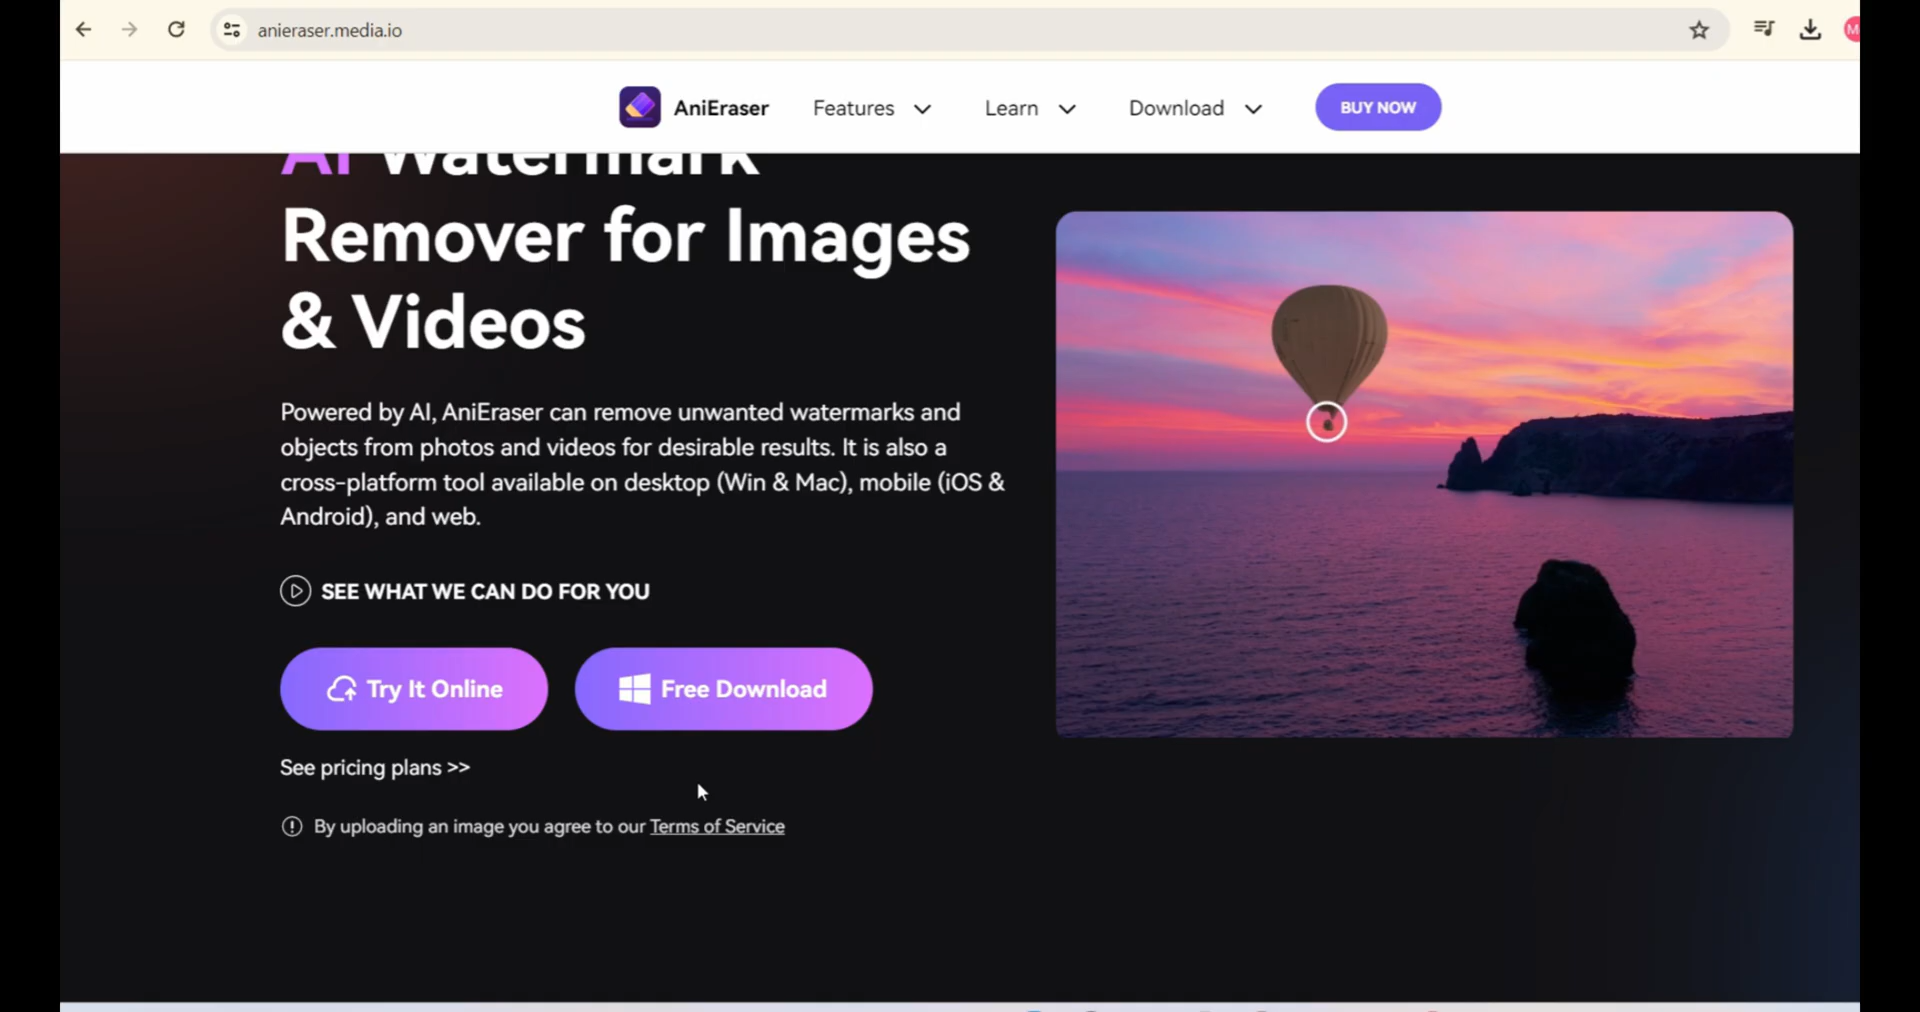 anieraser.media.io
AniEraser
Features
Learn
Download
BUY NOW
AI Watermark
Remover for Images
& Videos
Powered by AI, AniEraser can remove unwanted watermarks and
objects from photos and videos for desirable results. It is also a
cross-platform tool available on desktop (Win & Mac), mobile (iOS &
Android), and web.
SEE WHAT WE CAN DO FOR YOU
Try It Online
Free Download
See pricing plans >>
By uploading an image you agree to our Terms of Service